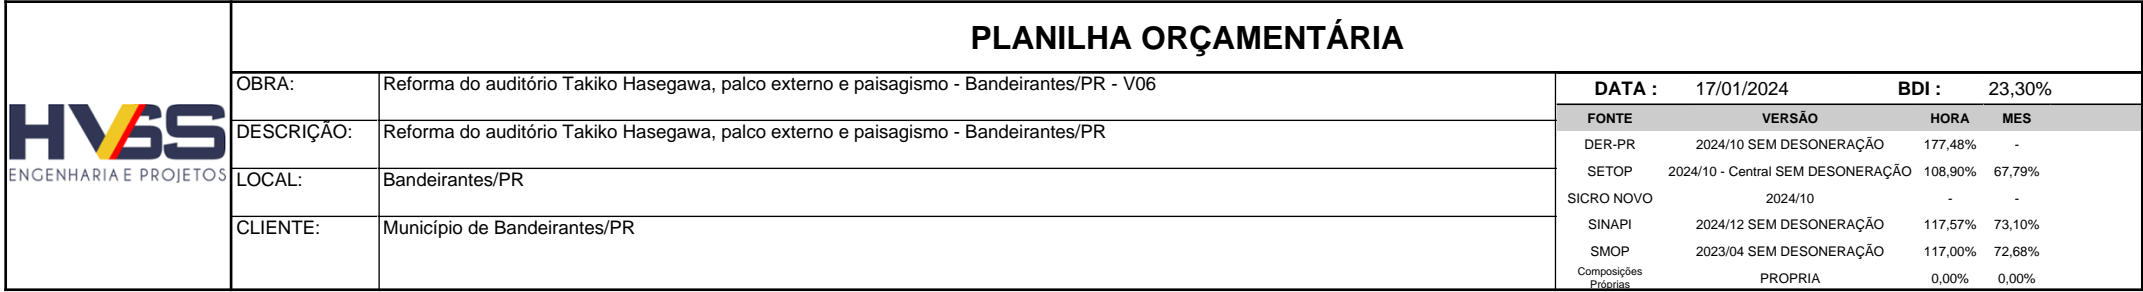 PLANILHA ORÇAMENTÁRIA
HVGS
ENGENHARIA E PROJETOS
OBRA: Reforma do auditório Takiko Hasegawa, palco externo e paisagismo - Bandeirantes/PR - V06
DESCRIÇÃO: Reforma do auditório Takiko Hasegawa, palco externo e paisagismo - Bandeirantes/PR
LOCAL: Bandeirantes/PR
CLIENTE: Município de Bandeirantes/PR
DATA : 17/01/2024 BDI : 23,30%
FONTE VERSÃO HORA MES
DER-PR 2024/10 SEM DESONERAÇÃO 177,48% -
SETOP 2024/10 - Central SEM DESONERAÇÃO 108,90% 67,79%
SICRO NOVO 2024/10 - -
SINAPI 2024/12 SEM DESONERAÇÃO 117,57% 73,10%
SMOP 2023/04 SEM DESONERAÇÃO 117,00% 72,68%
Composições
Próprias PROPRIA 0,00% 0,00%